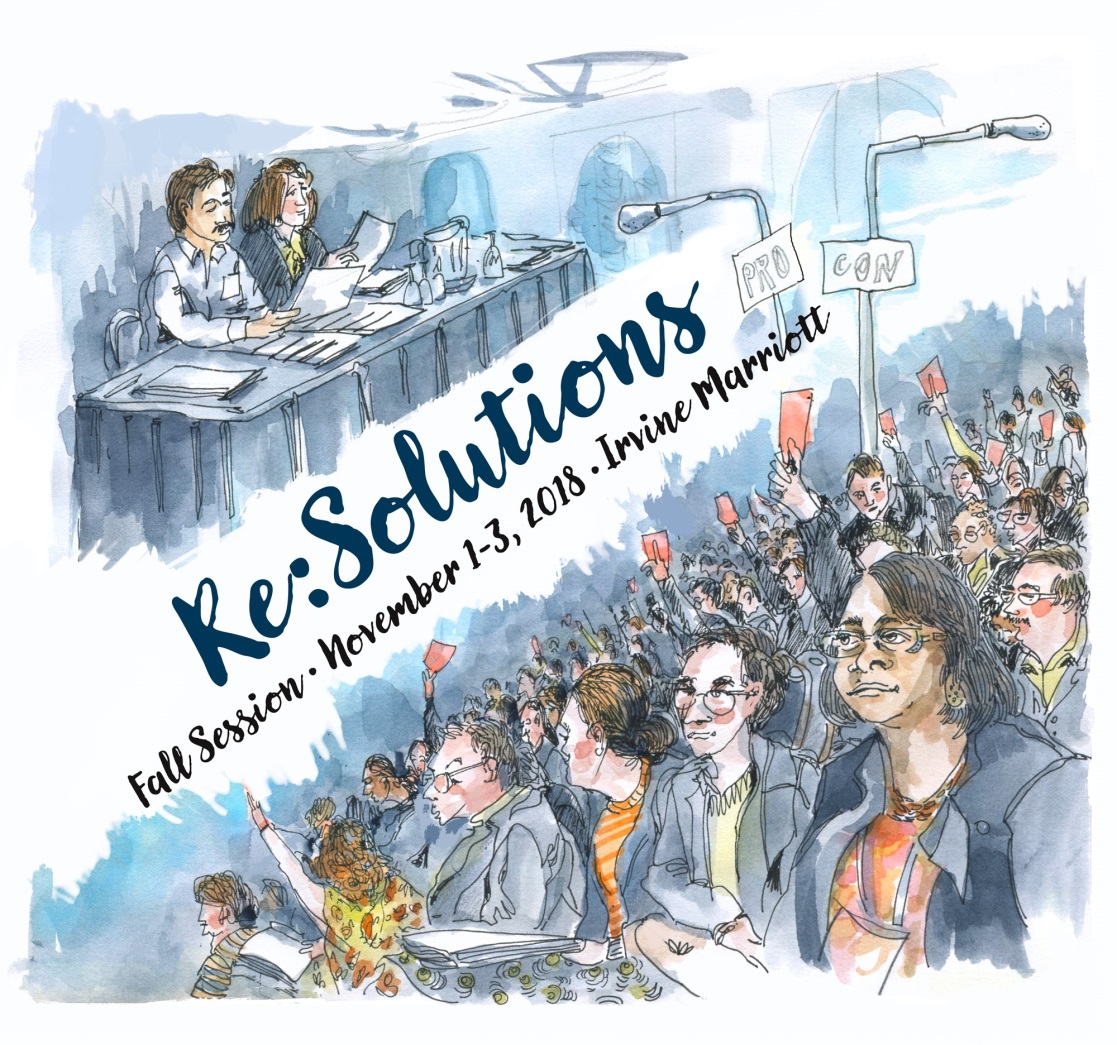 PRO
CON
Re:Solutions
Fall Session • November 1-3, 2018 • Irvine Marriott